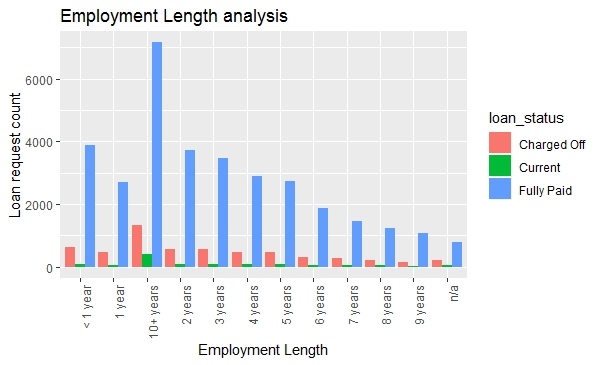 Employment Length analysis
Loan request count
6000
4000
2000
0
< 1 year
1 year
10+ years
2 years
3 years
4 years
5 years
6 years
7 years
8 years
9 years
n/a
Employment Length
loan_status
Charged Off
Current
Fully Paid